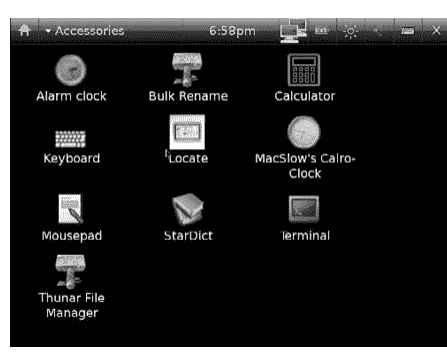 Accessories 6:58pm
Alarm clock Bulk Rename Calculator
Keyboard Locate MacSlow's Cairo-
Clock
Mousepad StarDict Terminal
Thunar File
Manager